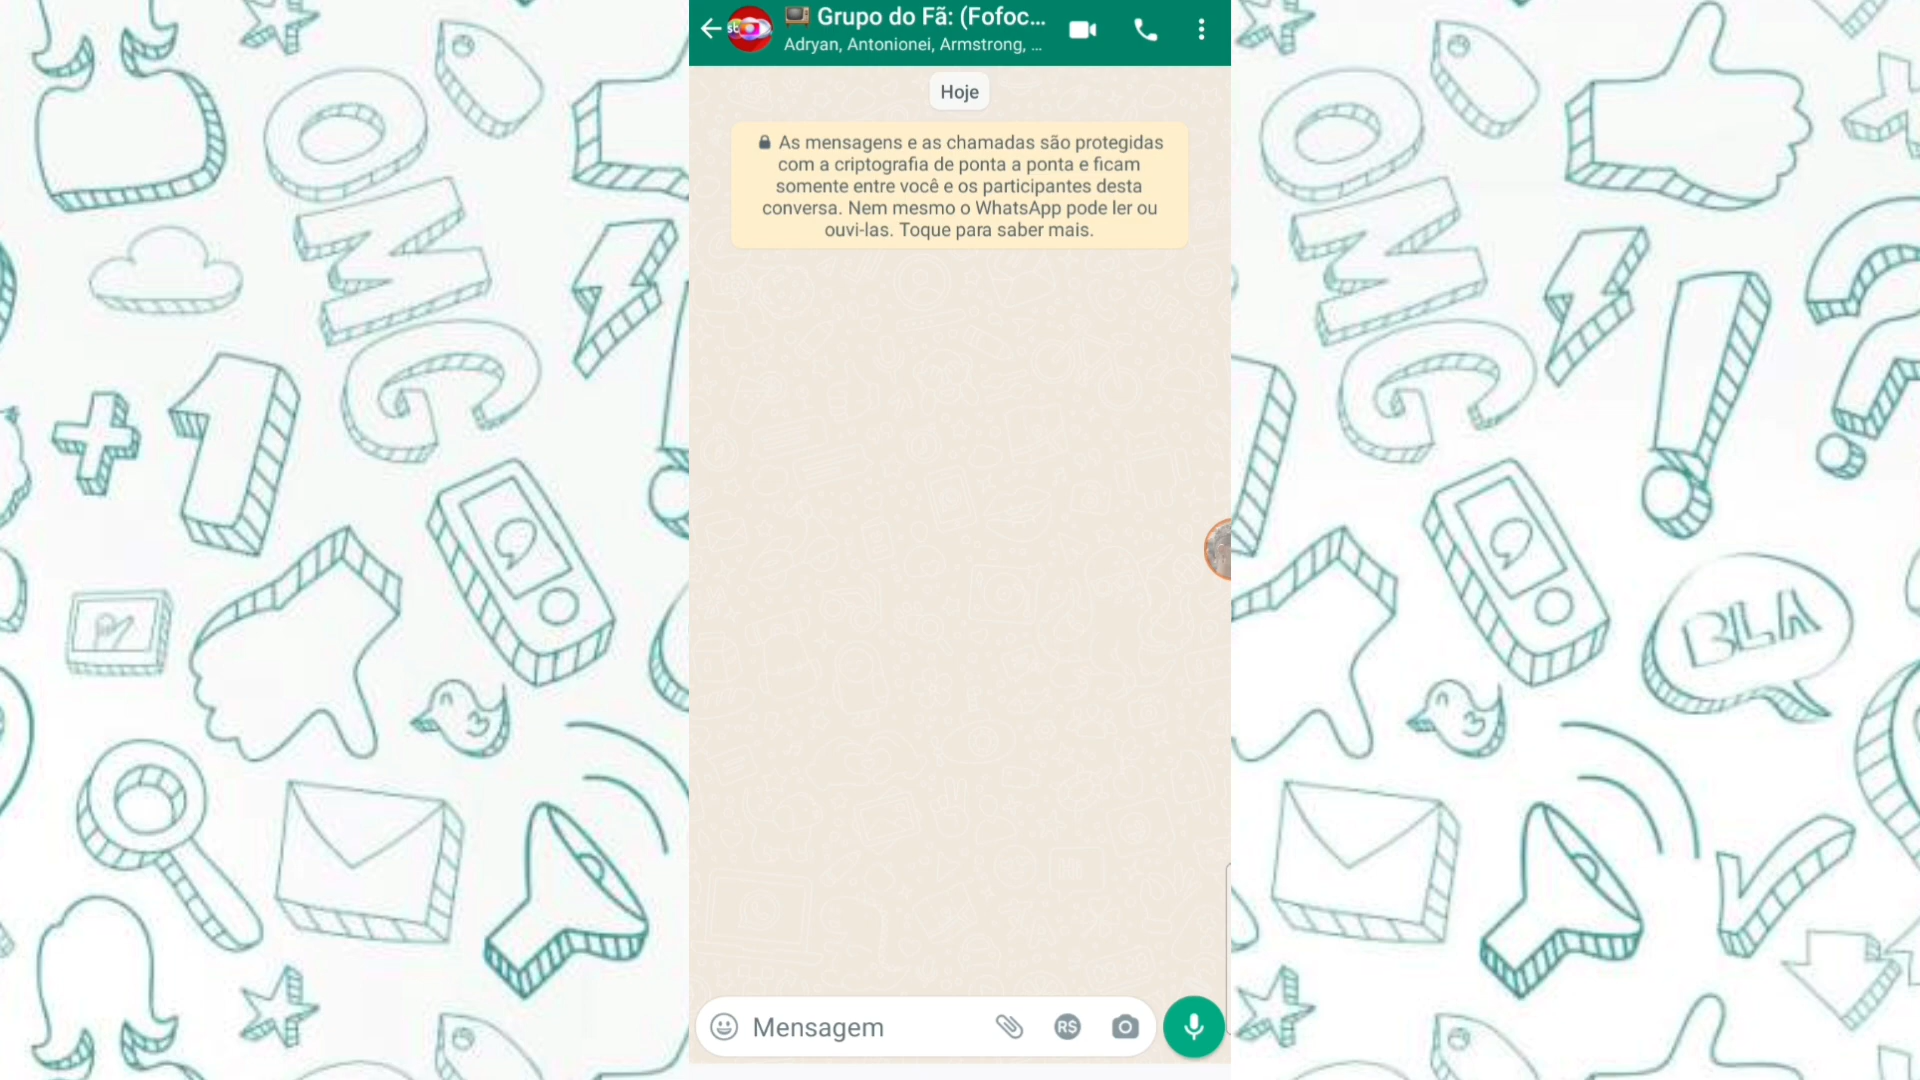 📺 Grupo do Fã: (Fofoc...
Adryan, Antonionei, Armstrong, ...
Hoje
As mensagens e as chamadas são protegidas
com a criptografia de ponta a ponta e ficam
somente entre você e os participantes desta
conversa. Nem mesmo o WhatsApp pode ler ou
ouvi-las. Toque para saber mais.
Mensagem
R$
OMG
+1
OMG
BLA